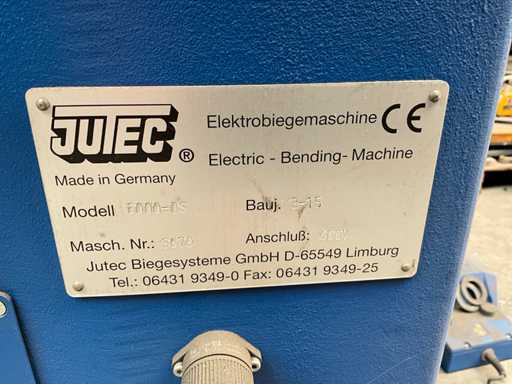 JUTEC ®
Elektrobiegemaschine CE
Electric - Bending - Machine
Made in Germany
Modell
Bauj.
Masch. Nr.:
Anschluß:
Jutec Biegesysteme GmbH D-65549 Limburg
Tel.: 06431 9349-0 Fax: 06431 9349-25